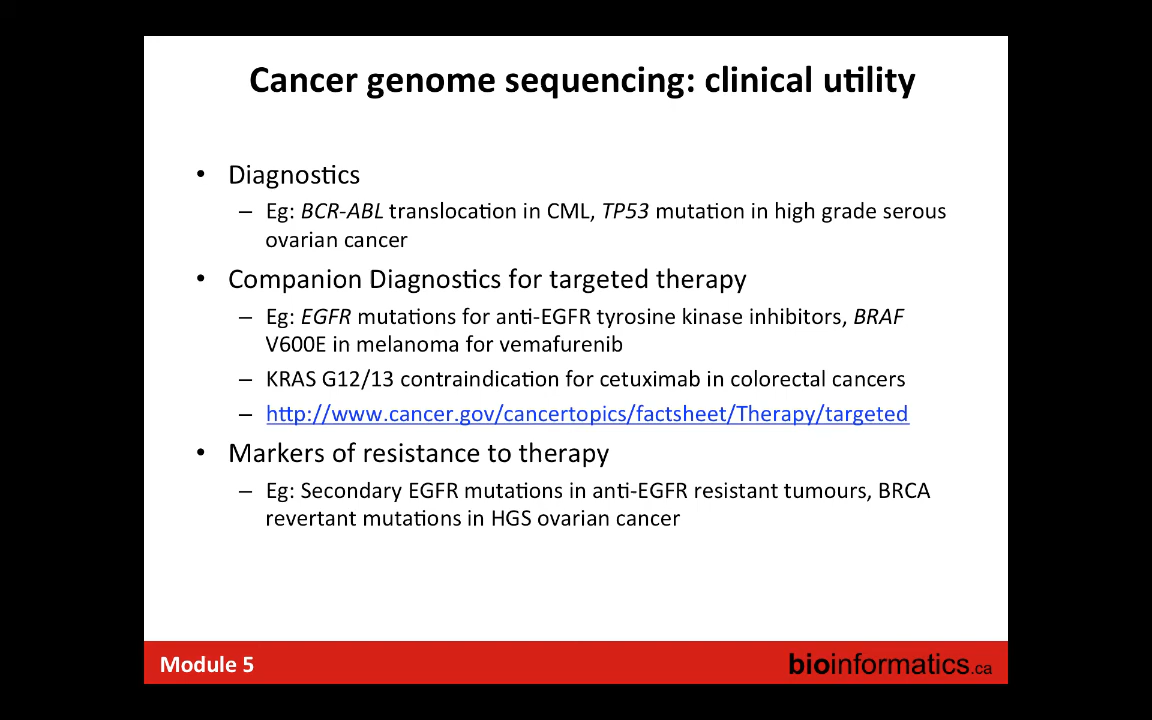 Cancer genome sequencing: clinical utility
• Diagnostics
– Eg: BCR-ABL translocation in CML, TP53 mutation in high grade serous
ovarian cancer
• Companion Diagnostics for targeted therapy
– Eg: EGFR mutations for anti-EGFR tyrosine kinase inhibitors, BRAF
V600E in melanoma for vemafurenib
– KRAS G12/13 contraindication for cetuximab in colorectal cancers
– http://www.cancer.gov/cancertopics/factsheet/Therapy/targeted
• Markers of resistance to therapy
– Eg: Secondary EGFR mutations in anti-EGFR resistant tumours, BRCA
revertant mutations in HGS ovarian cancer
Module 5
bioinformatics.ca